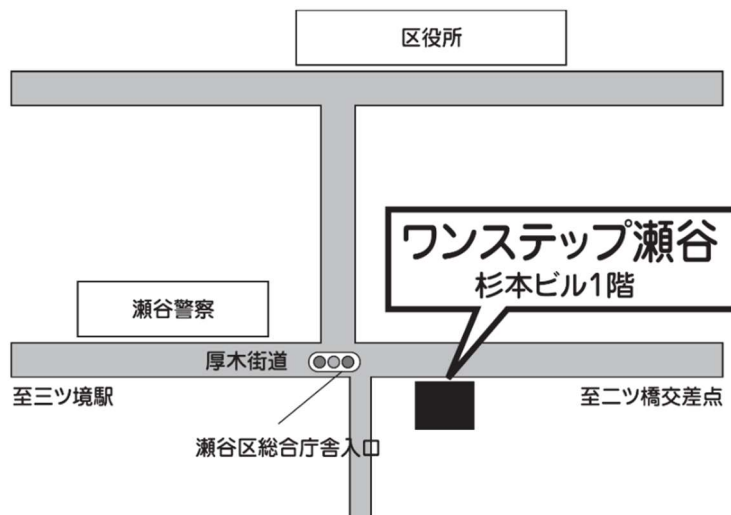 区役所
ワンステップ瀬谷
杉本ビル1階
瀬谷警察
厚木街道
至三ツ境駅
至二ツ橋交差点
瀬谷区総合庁舎入口